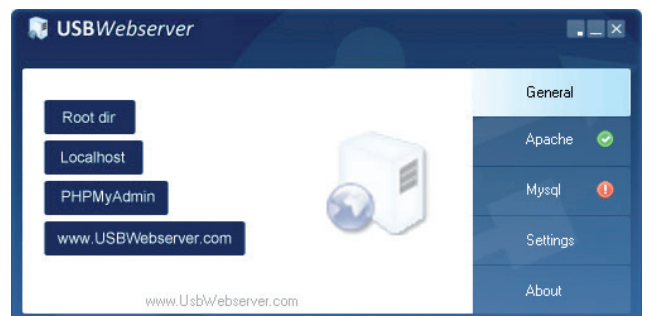 USBWebserver
Root dir
Localhost
PHPMyAdmin
www.USBWebserver.com
www.UsbWebserver.com
General
Apache
Mysql
Settings
About